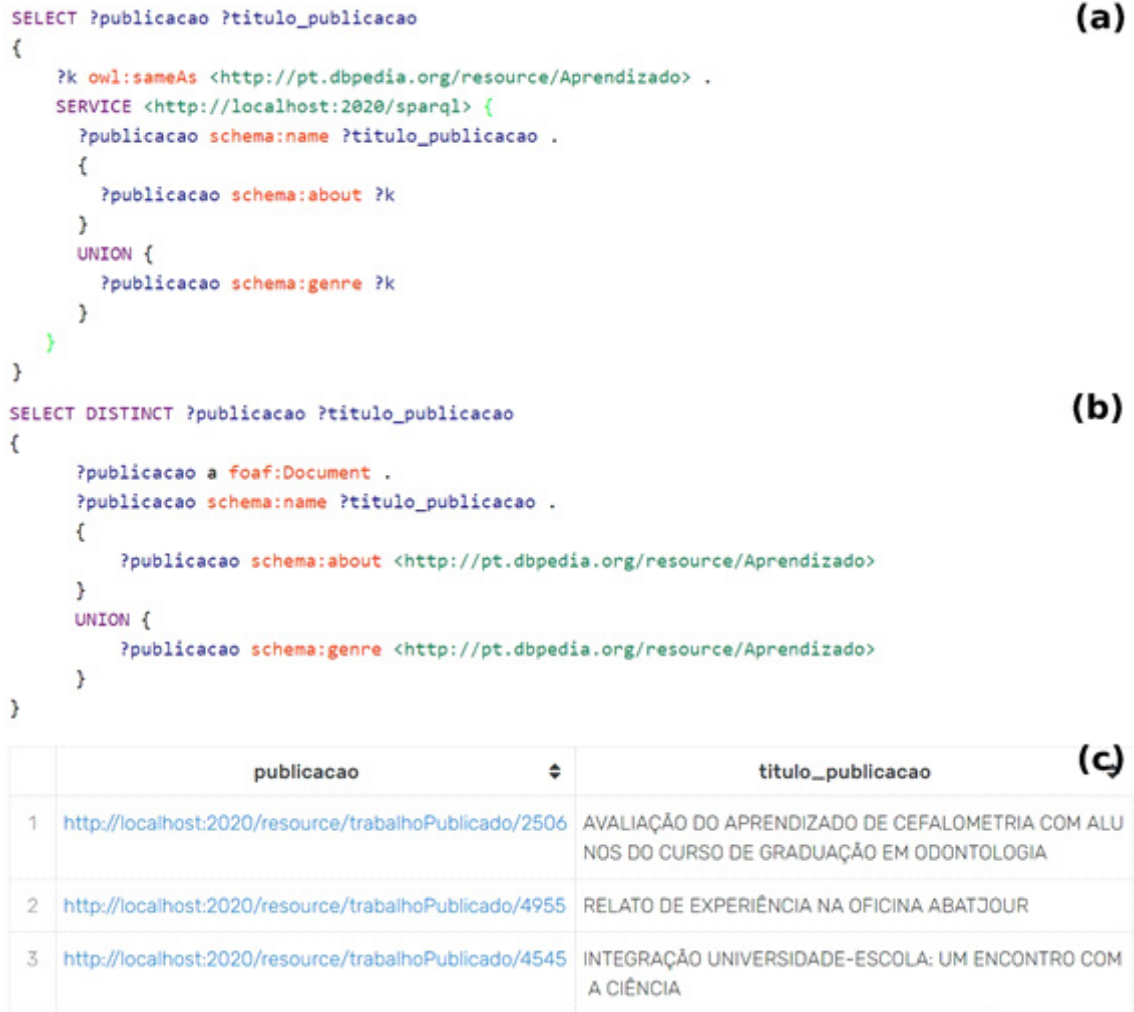 SELECT ?publicacao ?titulo_publicacao
(a)
{
?k owl:sameAs <http://pt.dbpedia.org/resource/Aprendizado> .
SERVICE <http://localhost:2020/sparql> {
?publicacao schema:name ?titulo_publicacao .
{
?publicacao schema:about ?k
}
UNION {
?publicacao schema:genre ?k
}
}
}
SELECT DISTINCT ?publicacao ?titulo_publicacao
(b)
{
?publicacao a foaf:Document .
?publicacao schema:name ?titulo_publicacao .
{
?publicacao schema:about <http://pt.dbpedia.org/resource/Aprendizado>
}
UNION {
?publicacao schema:genre <http://pt.dbpedia.org/resource/Aprendizado>
}
}
(c)
publicacao titulo_publicacao
1 http://localhost:2020/resource/trabalhoPublicado/2506 AVALIAÇÃO DO APRENDIZADO DE CEFALOMETRIA COM ALU
NOS DO CURSO DE GRADUAÇÃO EM ODONTOLOGIA
2 http://localhost:2020/resource/trabalhoPublicado/4955 RELATO DE EXPERIÊNCIA NA OFICINA ABATJOUR
3 http://localhost:2020/resource/trabalhoPublicado/4545 INTEGRAÇÃO UNIVERSIDADE-ESCOLA: UM ENCONTRO COM
A CIÊNCIA